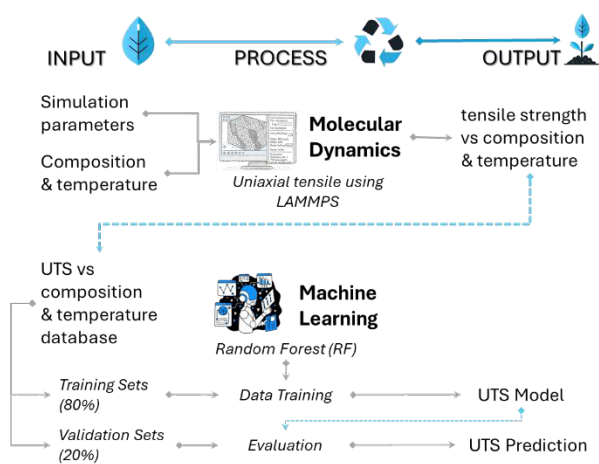 INPUT
PROCESS
OUTPUT
Simulation
parameters
Composition
& temperature
Molecular
Dynamics
Uniaxial tensile using
LAMMPS
tensile strength
vs composition
& temperature
UTS vs
composition
& temperature
database
Machine
Learning
Random Forest (RF)
Training Sets
(80%)
Data Training
UTS Model
Validation Sets
(20%)
Evaluation
UTS Prediction